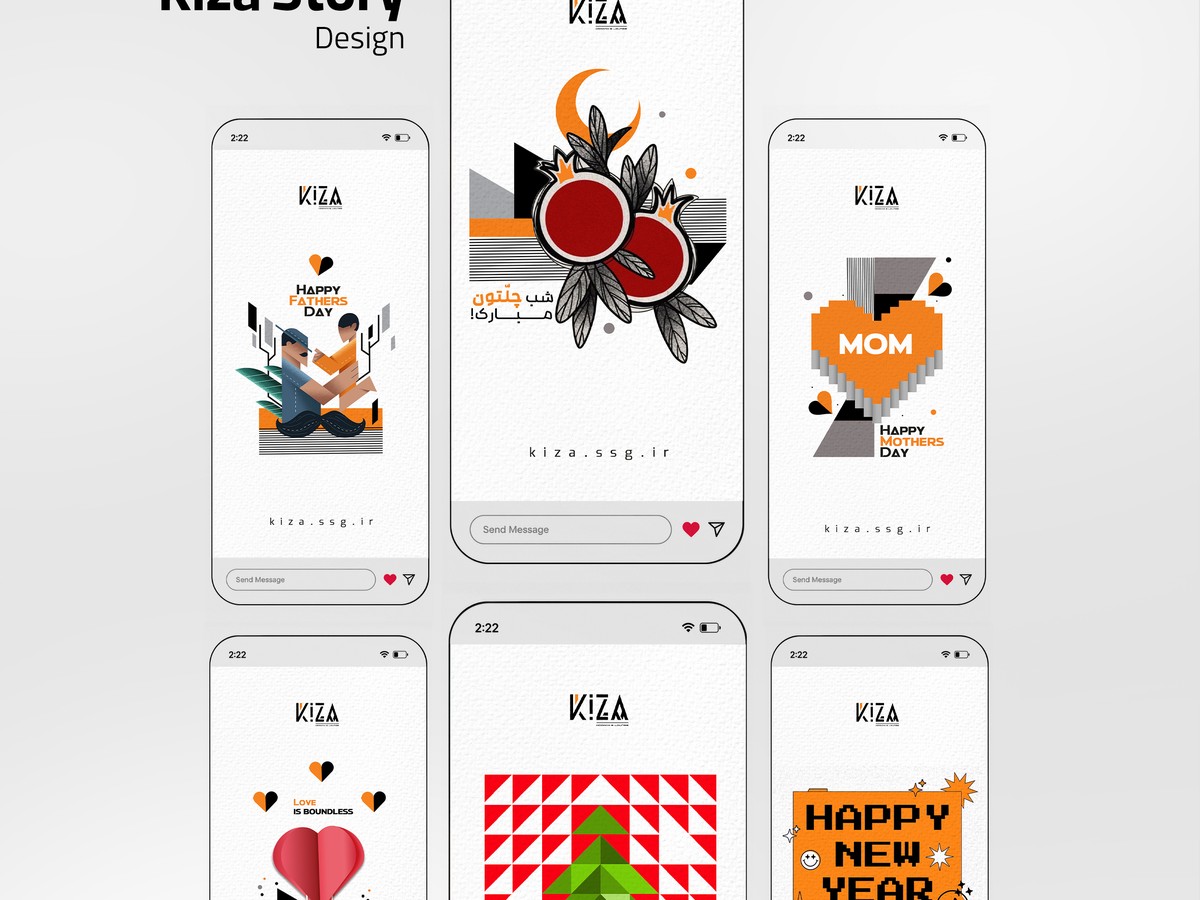 Kiza Story
Design
KiZA
شب چلّتون
مبارک!
kiza.ssg.ir
Send Message
2:22
KiZA
HAPPY
FATHERS
DAY
kiza.ssg.ir
Send Message
2:22
KiZA
MOM
HAPPY
MOTHERS
DAY
kiza.ssg.ir
Send Message
2:22
KiZA
LOVE
IS BOUNDLESS
2:22
KiZA
2:22
KiZA
HAPPY
NEW
YEAR